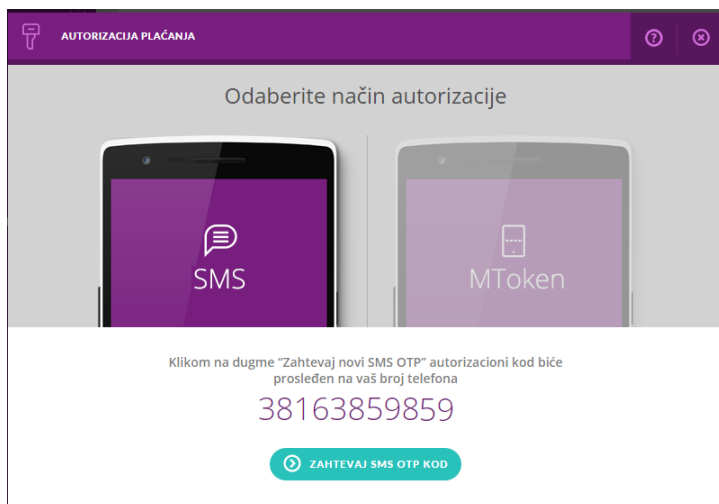 AUTORIZACIJA PLAĆANJA
Odaberite način autorizacije
SMS
MToken
Klikom na dugme “Zahtevaj novi SMS OTP” autorizacioni kod biće
prosleđen na vaš broj telefona
38163859859
ZAHTEVAJ SMS OTP KOD